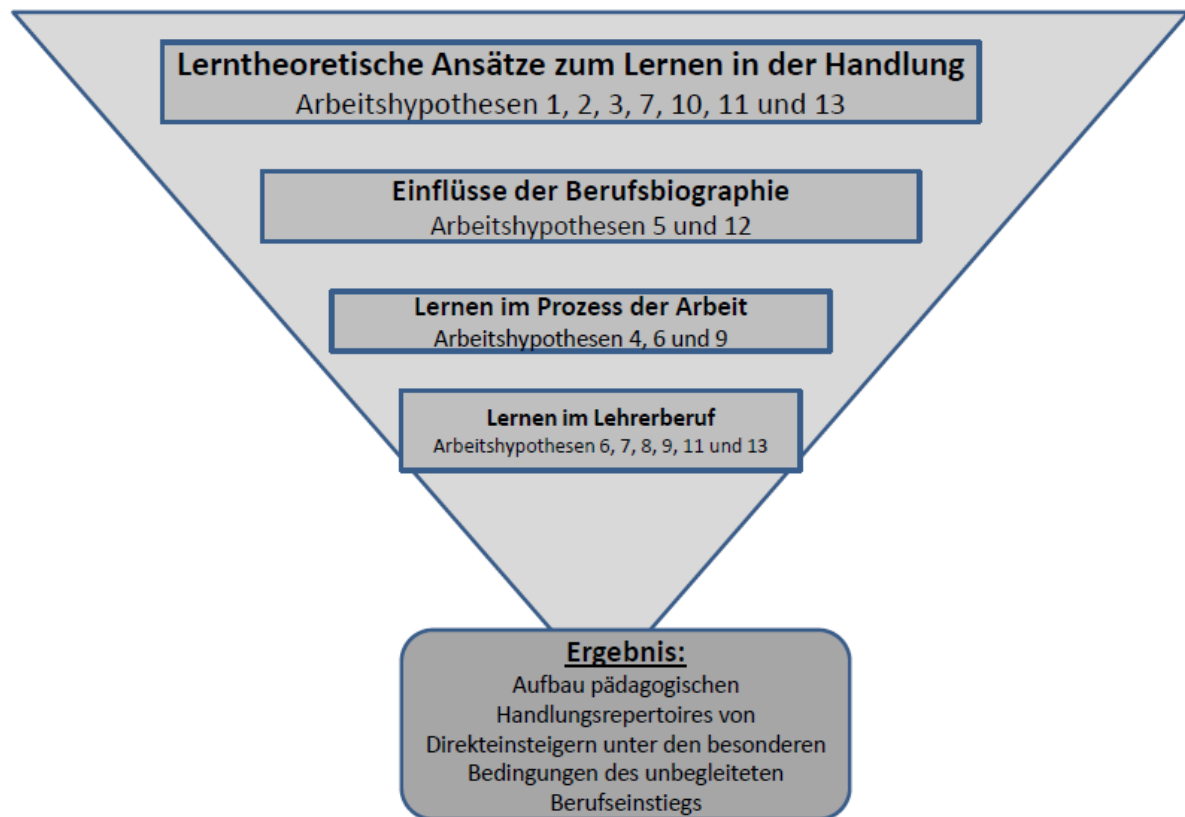 Lerntheoretische Ansätze zum Lernen in der Handlung
Arbeitshypothesen 1, 2, 3, 7, 10, 11 und 13
Einflüsse der Berufsbiographie
Arbeitshypothesen 5 und 12
Lernen im Prozess der Arbeit
Arbeitshypothesen 4, 6 und 9
Lernen im Lehrerberuf
Arbeitshypothesen 6, 7, 8, 9, 11 und 13
Ergebnis:
Aufbau pädagogischen
Handlungsrepertoires von
Direkteinsteigern unter den besonderen
Bedingungen des unbegleiteten
Berufseinstiegs